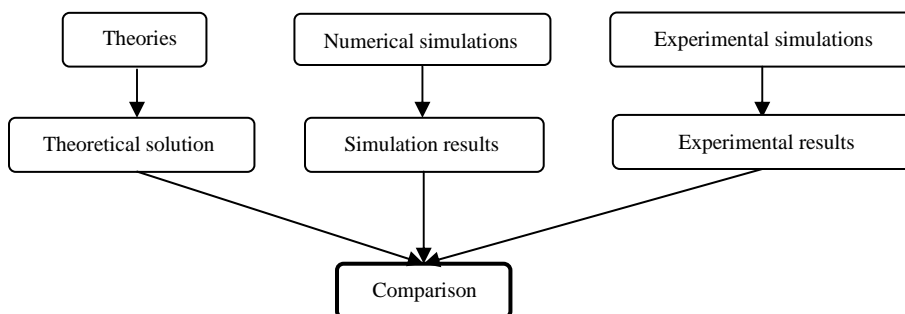 Theories
Numerical simulations
Experimental simulations
Theoretical solution
Simulation results
Experimental results
Comparison